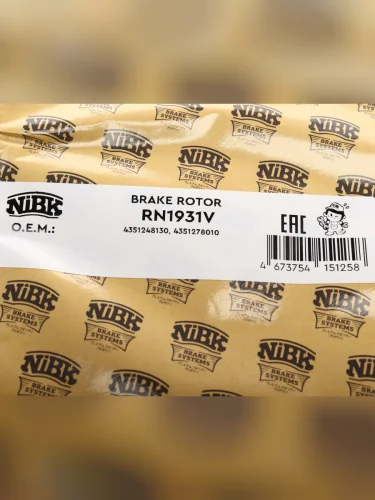 NiBK
BRAKE ROTOR
RN1931V
O.E.M.:
4351248130, 4351278010
EAC
4 673754 151258
NiBK
BRAKE
SYSTEMS